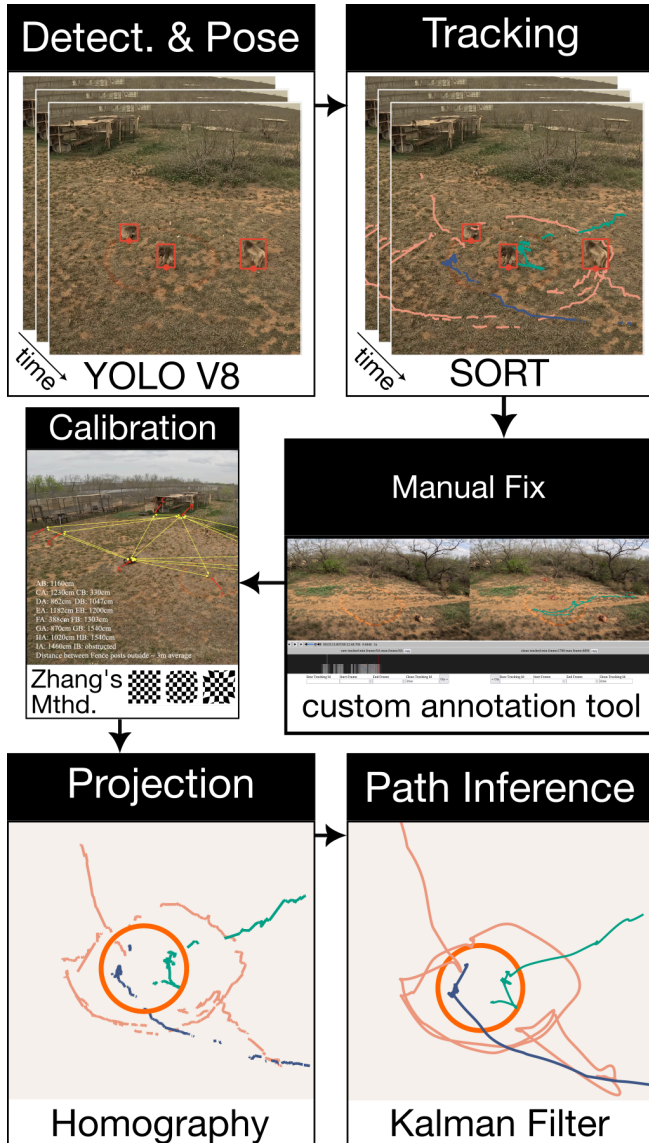 Detect. & Pose
Tracking
time
YOLO V8
time
SORT
Calibration
AB: 1160cm
CA: 1230cm CB: 330cm
DA: 862cm DB: 1047cm
EA: 1192cm EB: 1200cm
FA: 388cm FB: 1303cm
GA: 870cm GB: 1540cm
HA: 1020cm HB: 1540cm
IA: 1460cm IB: obstructed
Distance between Fence posts outside ~ 3m average
Zhang's
Mthd.
Manual Fix
custom annotation tool
Projection
Path Inference
Homography
Kalman Filter